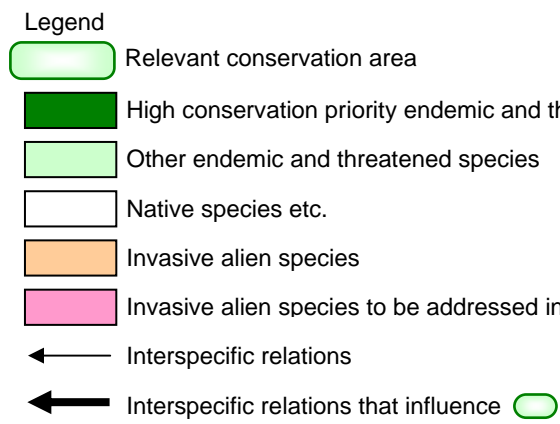 Legend
Relevant conservation area
High conservation priority endemic and
Other endemic and threatened species
Native species etc.
Invasive alien species
Invasive alien species to be addressed
Interspecific relations
Interspecific relations that influence